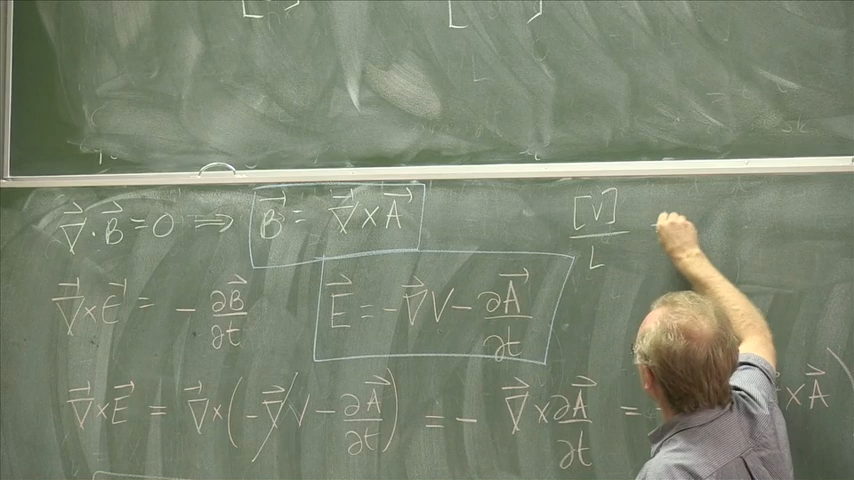 ∇⃗·B⃗ = 0 ⇒ B⃗ = ∇⃗×A⃗
[V]
L
∇⃗×E⃗ = − ∂B⃗/∂t
E⃗ = −∇⃗V − ∂A⃗/∂t
∇⃗×E⃗ = ∇⃗×(−∇⃗V − ∂A⃗/∂t) = − ∇⃗×∂A⃗/∂t = ×A⃗)